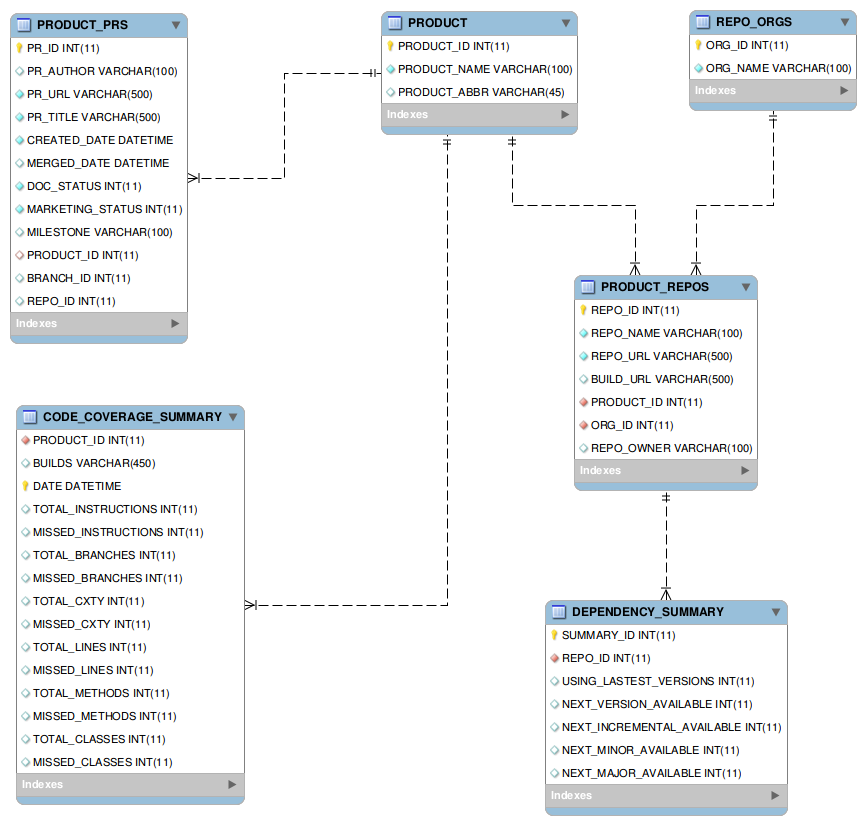 PRODUCT_PRS
PR_ID INT(11)
PR_AUTHOR VARCHAR(100)
PR_URL VARCHAR(500)
PR_TITLE VARCHAR(500)
CREATED_DATE DATETIME
MERGED_DATE DATETIME
DOC_STATUS INT(11)
MARKETING_STATUS INT(11)
MILESTONE VARCHAR(100)
PRODUCT_ID INT(11)
BRANCH_ID INT(11)
REPO_ID INT(11)
Indexes
PRODUCT
PRODUCT_ID INT(11)
PRODUCT_NAME VARCHAR(100)
PRODUCT_ABBR VARCHAR(45)
Indexes
REPO_ORGS
ORG_ID INT(11)
ORG_NAME VARCHAR(100)
Indexes
PRODUCT_REPOS
REPO_ID INT(11)
REPO_NAME VARCHAR(100)
REPO_URL VARCHAR(500)
BUILD_URL VARCHAR(500)
PRODUCT_ID INT(11)
ORG_ID INT(11)
REPO_OWNER VARCHAR(100)
Indexes
CODE_COVERAGE_SUMMARY
PRODUCT_ID INT(11)
BUILDS VARCHAR(450)
DATE DATETIME
TOTAL_INSTRUCTIONS INT(11)
MISSED_INSTRUCTIONS INT(11)
TOTAL_BRANCHES INT(11)
MISSED_BRANCHES INT(11)
TOTAL_CXTY INT(11)
MISSED_CXTY INT(11)
TOTAL_LINES INT(11)
MISSED_LINES INT(11)
TOTAL_METHODS INT(11)
MISSED_METHODS INT(11)
TOTAL_CLASSES INT(11)
MISSED_CLASSES INT(11)
Indexes
DEPENDENCY_SUMMARY
SUMMARY_ID INT(11)
REPO_ID INT(11)
USING_LASTEST_VERSIONS INT(11)
NEXT_VERSION_AVAILABLE INT(11)
NEXT_INCREMENTAL_AVAILABLE INT(11)
NEXT_MINOR_AVAILABLE INT(11)
NEXT_MAJOR_AVAILABLE INT(11)
Indexes